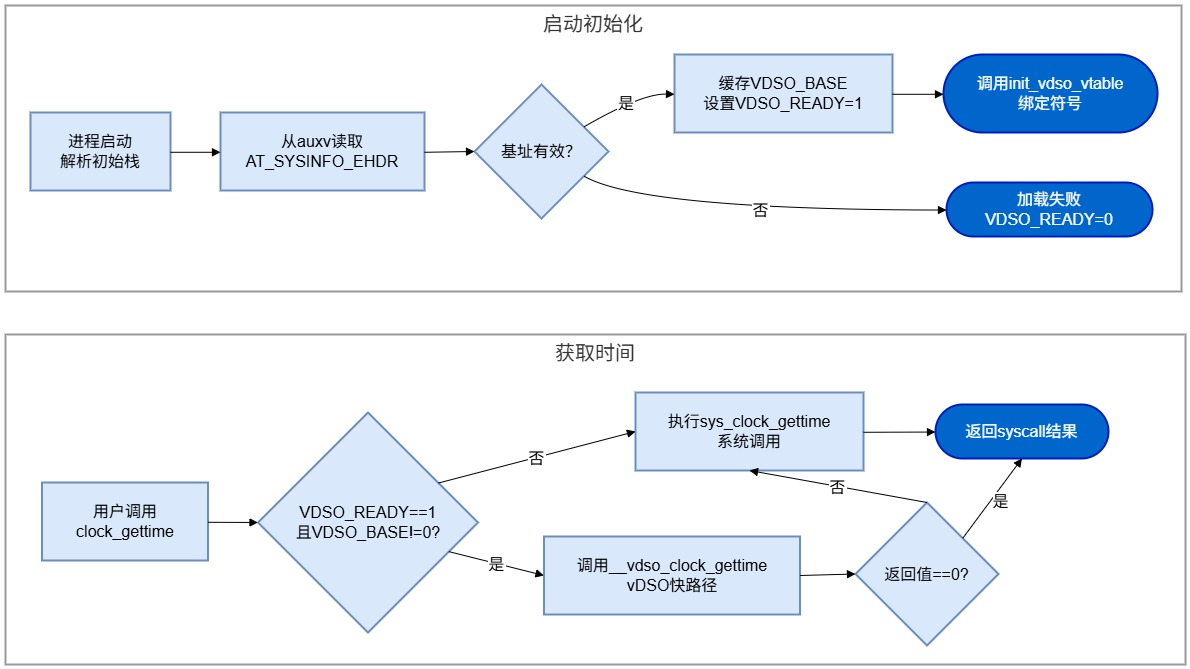 启动初始化
进程启动
解析初始栈
从auxv读取
AT_SYSINFO_EHDR
基址有效？
是
缓存VDSO_BASE
设置VDSO_READY=1
调用init_vdso_vtable
绑定符号
否
加载失败
VDSO_READY=0
获取时间
用户调用
clock_gettime
VDSO_READY==1
且VDSO_BASE!=0?
否
执行sys_clock_gettime
系统调用
返回syscall结果
是
调用__vdso_clock_gettime
vDSO快路径
返回值==0?
否
是